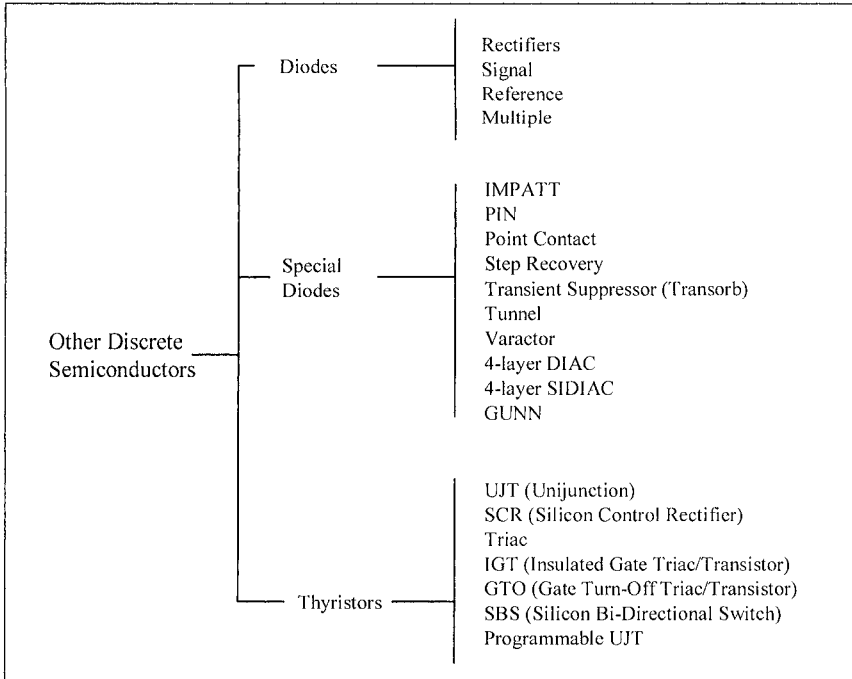 Diodes
Rectifiers
Signal
Reference
Multiple
Special
Diodes
IMPATT
PIN
Point Contact
Step Recovery
Transient Suppressor (Transorb)
Tunnel
Varactor
4-layer DIAC
4-layer SIDIAC
GUNN
Other Discrete
Semiconductors
Thyristors
UJT (Unijunction)
SCR (Silicon Control Rectifier)
Triac
IGT (Insulated Gate Triac/Transistor)
GTO (Gate Turn-Off Triac/Transistor)
SBS (Silicon Bi-Directional Switch)
Programmable UJT